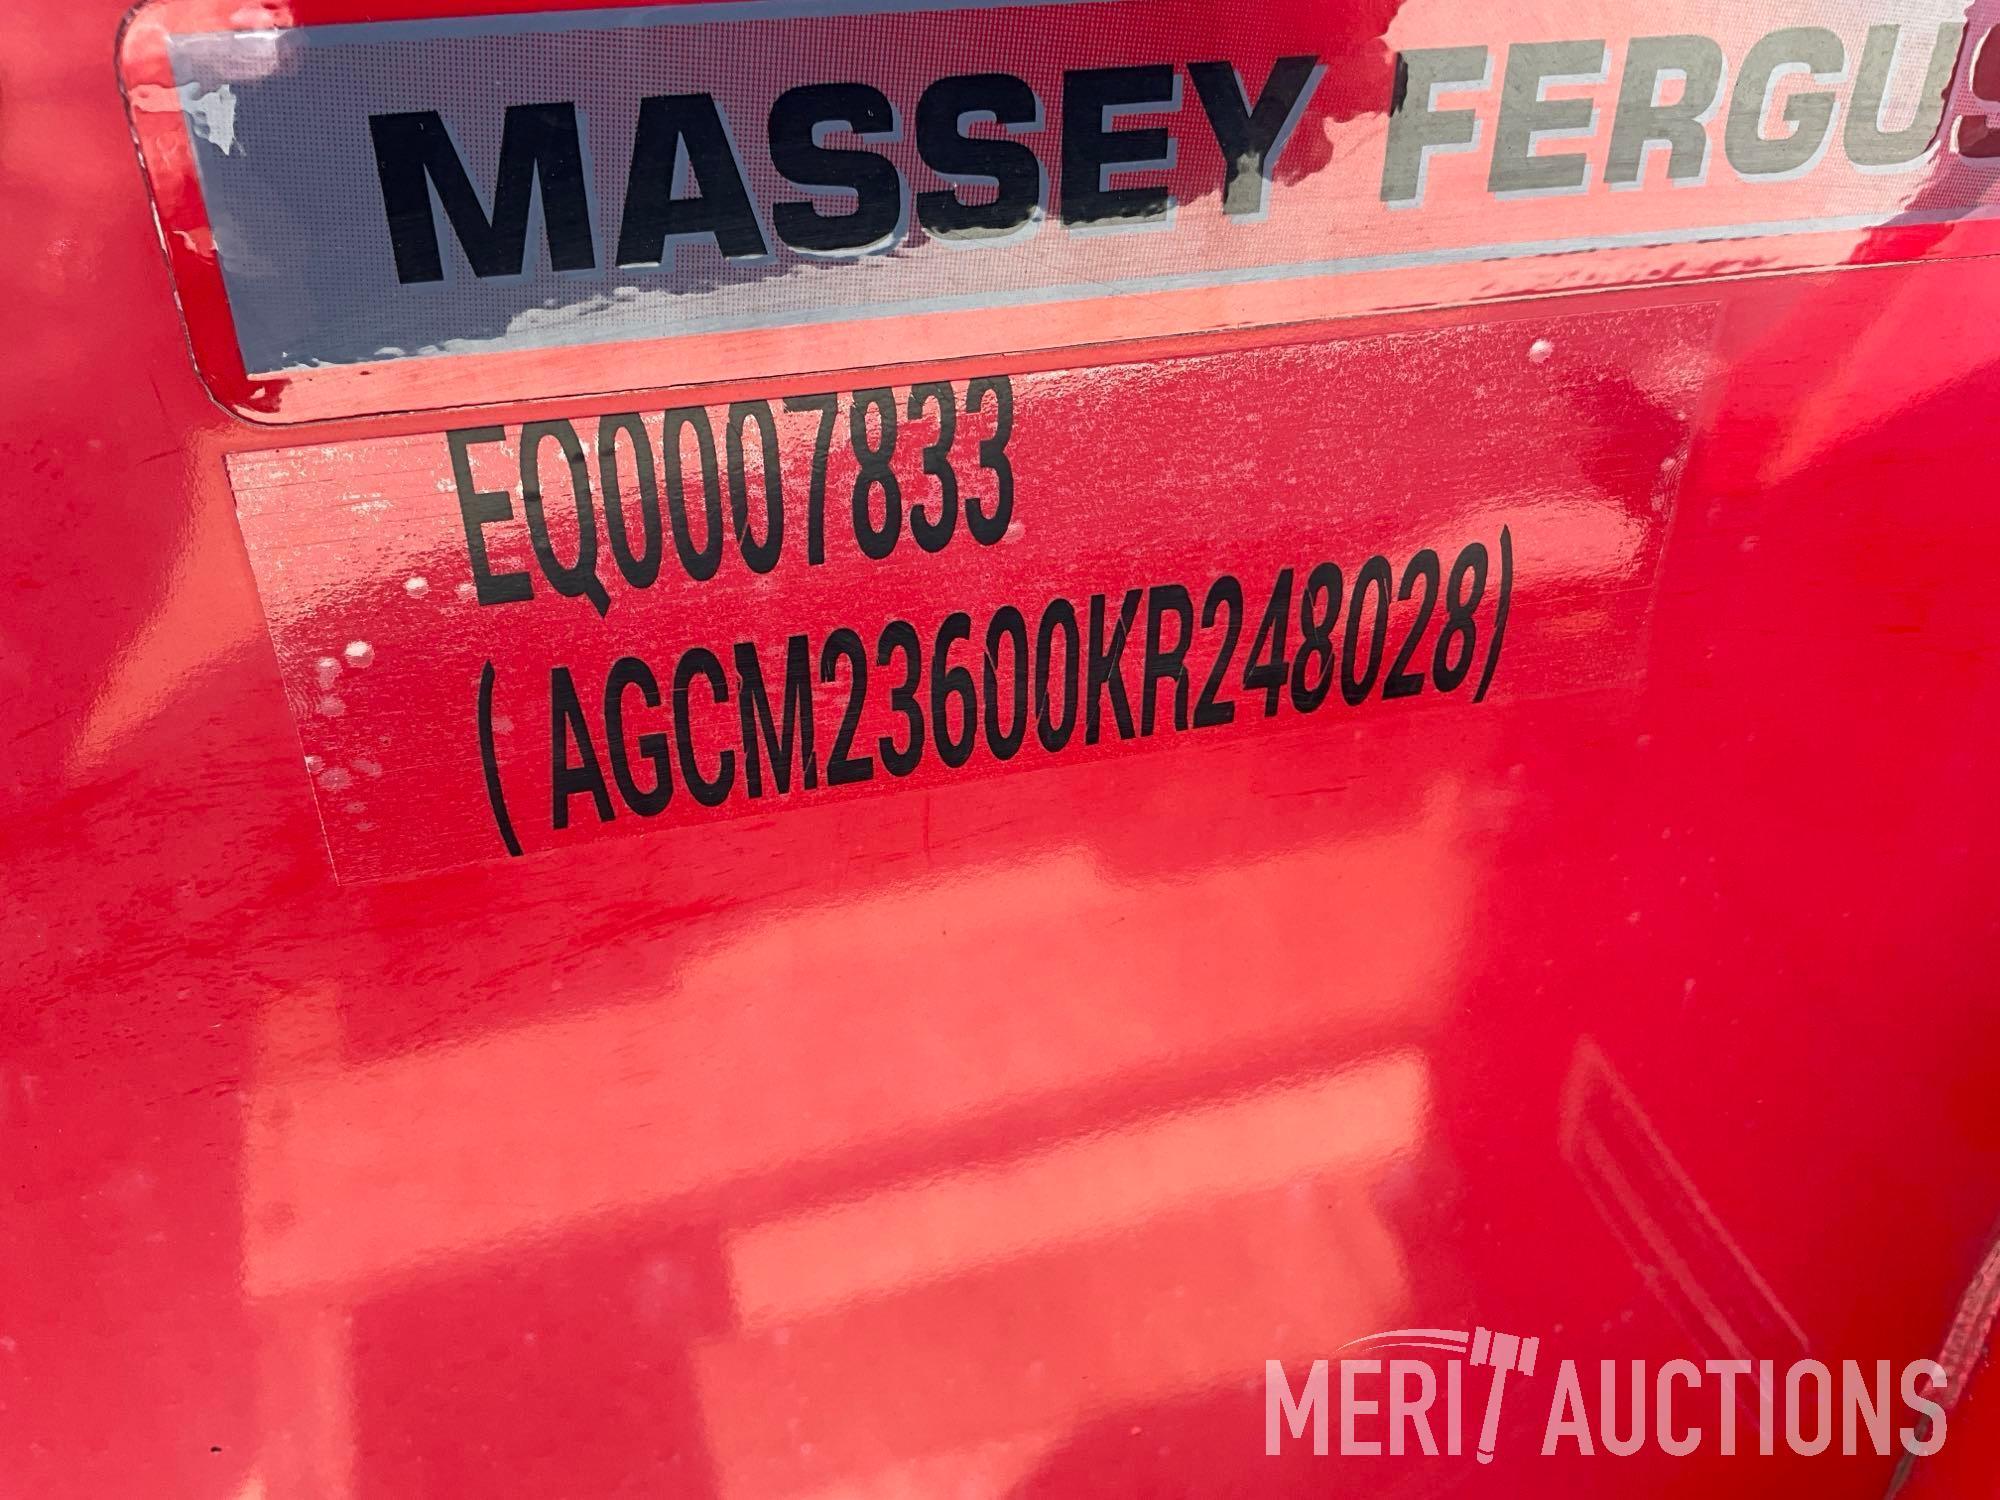 MASSEY FERGUS
EQ0007833
( AGCM23600KR248028)
MERIT AUCTIONS